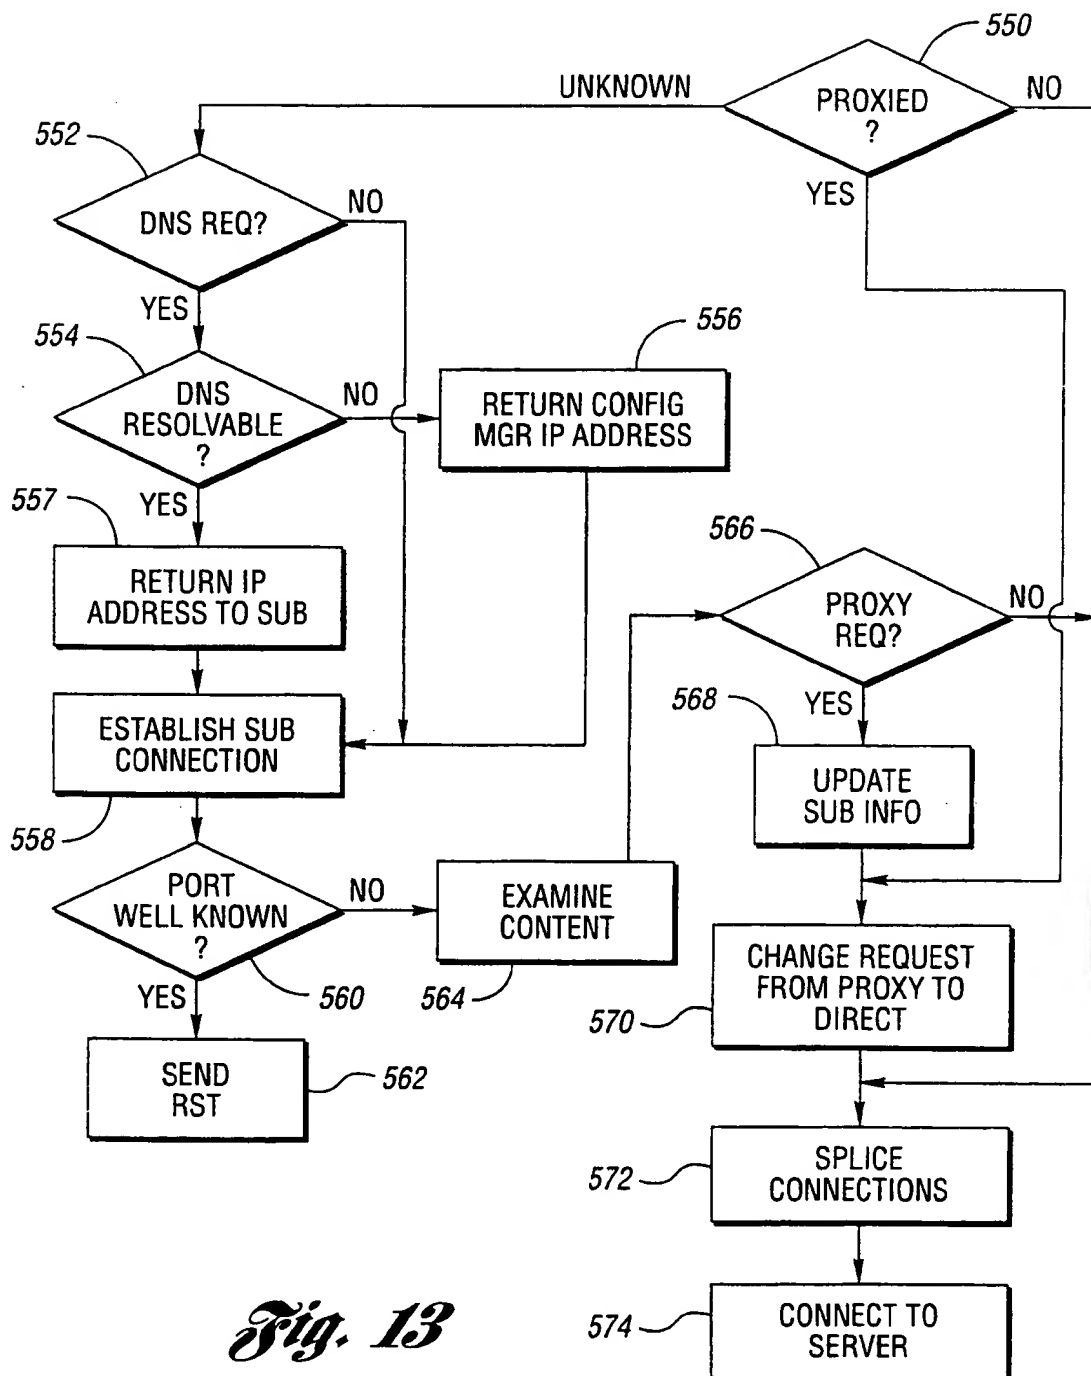 550
UNKNOWN
PROXIED
?
NO
YES
552
DNS REQ?
NO
YES
554
DNS
RESOLVABLE
?
NO
YES
556
RETURN CONFIG
MGR IP ADDRESS
557
RETURN IP
ADDRESS TO SUB
ESTABLISH SUB
CONNECTION
558
PORT
WELL KNOWN
?
NO
YES
560
SEND
RST
562
EXAMINE
CONTENT
564
566
PROXY
REQ?
NO
YES
568
UPDATE
SUB INFO
CHANGE REQUEST
FROM PROXY TO
DIRECT
570
SPLICE
CONNECTIONS
572
CONNECT TO
SERVER
574
Fig. 13